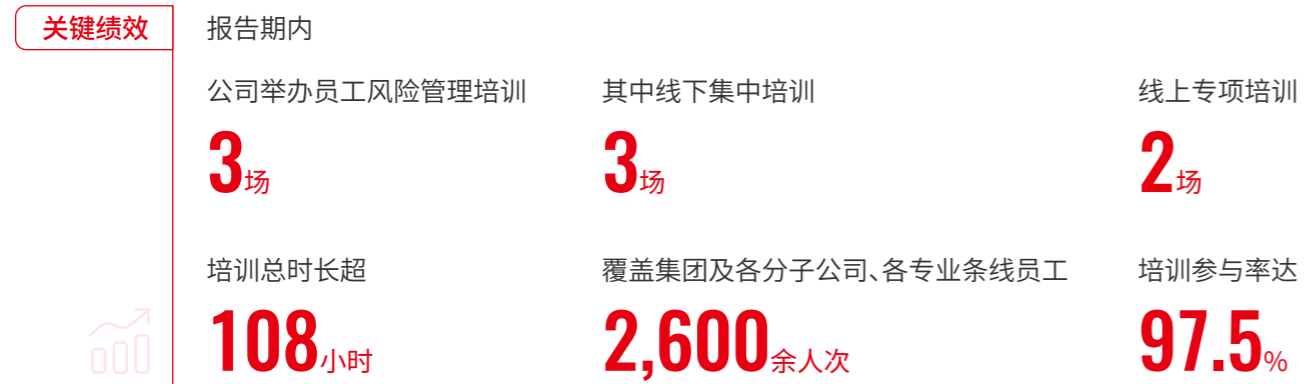 关键绩效
报告期内
公司举办员工风险管理培训
3场
其中线下集中培训
3场
线上专项培训
2场
培训总时长超
108小时
覆盖集团及各分子公司、各专业条线员工
2,600余人次
培训参与率达
97.5%